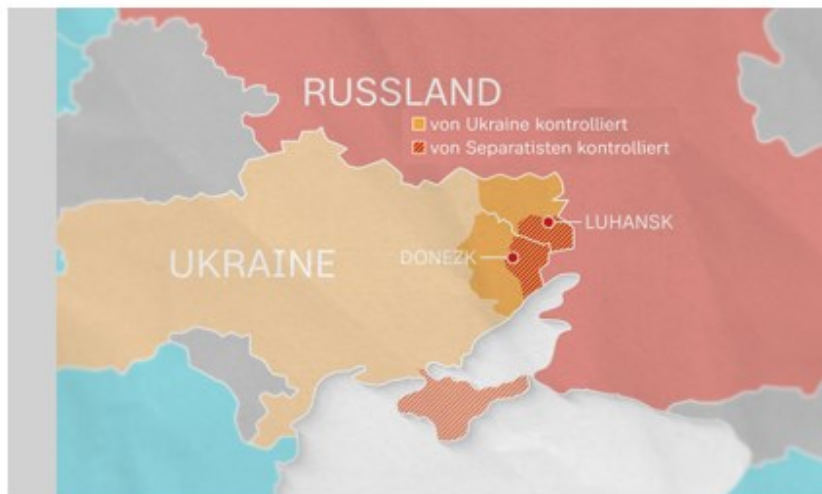 RUSSLAND
von Ukraine kontrolliert
von Separatisten kontrolliert
LUHANSK
DONEZK
UKRAINE